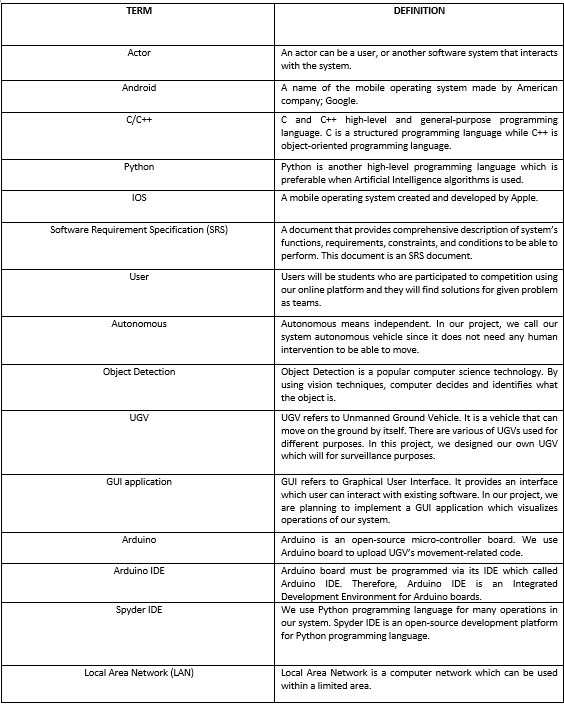 TERM
DEFINITION
Actor
An actor can be a user, or another software system that interacts
with the system.
Android
A name of the mobile operating system made by American
company; Google.
C/C++
C and C++ high-level and general-purpose programming
language. C is a structured programming language while C++ is
object-oriented programming language.
Python
Python is another high-level programming language which is
preferable when Artificial Intelligence algorithms is used.
IOS
A mobile operating system created and developed by Apple.
Software Requirement Specification (SRS)
A document that provides comprehensive description of system's
functions, requirements, constraints, and conditions to be able to
perform. This document is an SRS document.
User
Users will be students who are participated to competition using
our online platform and they will find solutions for given problem
as teams.
Autonomous
Autonomous means independent. In our project, we call our
system autonomous vehicle since it does not need any human
intervention to be able to move.
Object Detection
Object Detection is a popular computer science technology. By
using vision techniques, computer decides and identifies what
the object is.
UGV
UGV refers to Unmanned Ground Vehicle. It is a vehicle that can
move on the ground by itself. There are various of UGVs used for
different purposes. In this project, we designed our own UGV
which will for surveillance purposes.
GUI application
GUI refers to Graphical User Interface. It provides an interface
which user can interact with existing software. In our project, we
are planning to implement a GUI application which visualizes
operations of our system.
Arduino
Arduino is an open-source micro-controller board. We use
Arduino board to upload UGV's movement-related code.
Arduino IDE
Arduino board must be programmed via its IDE which called
Arduino IDE. Therefore, Arduino IDE is an Integrated
Development Environment for Arduino boards.
Spyder IDE
We use Python programming language for many operations in
our system. Spyder IDE is an open-source development platform
for Python programming language.
Local Area Network (LAN)
Local Area Network is a computer network which can be used
within a limited area.